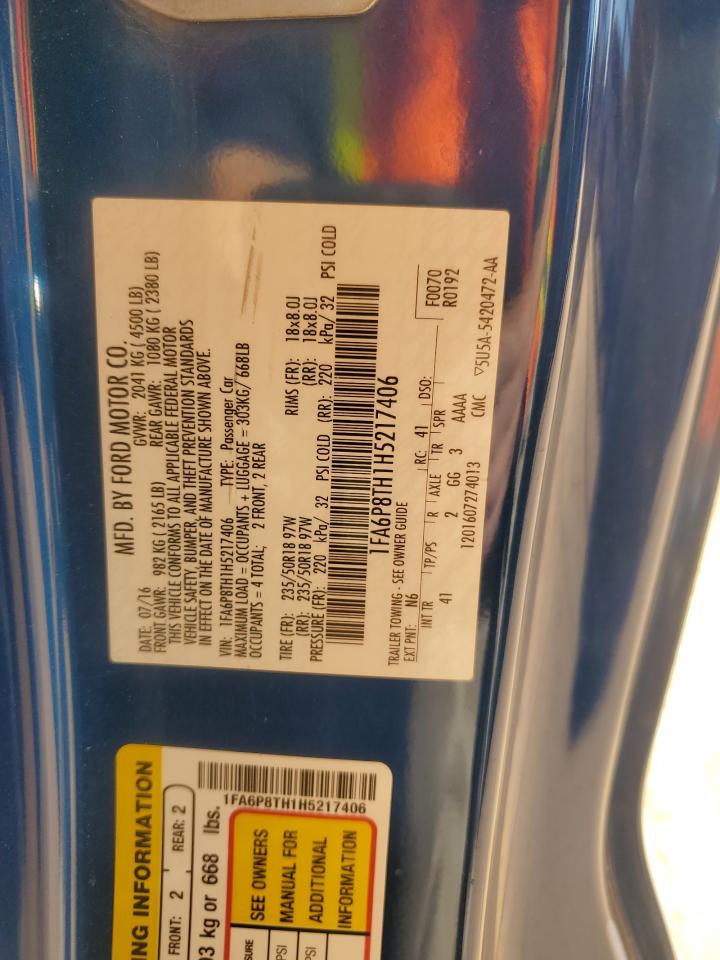 MFD. BY FORD MOTOR CO.
DATE: 07/16 GVWR: 2041 KG ( 4500 LB)
FRONT GAWR: 982 KG ( 2165 LB) REAR GAWR: 1080 KG ( 2380 LB)
THIS VEHICLE CONFORMS TO ALL APPLICABLE FEDERAL MOTOR
VEHICLE SAFETY, BUMPER, AND THEFT PREVENTION STANDARDS
IN EFFECT ON THE DATE OF MANUFACTURE SHOWN ABOVE.
VIN: 1FA6P8TH1H5217406 TYPE: Passenger Car
MAXIMUM LOAD = OCCUPANTS + LUGGAGE = 303KG/ 668LB
OCCUPANTS = 4 TOTAL: 2 FRONT, 2 REAR
TIRE (FR): 235/50R18 97W RIMS (FR): 18x8.0J
(RR): 235/50R18 97W (RR): 18x8.0J
PRESSURE (FR): 220 kPa/ 32 PSI COLD (RR): 220 kPa/ 32 PSI COLD
1FA6P8TH1H5217406
TRAILER TOWING - SEE OWNER GUIDE
EXT PNT: N6 RC: 41 DSO: F0070
R0192
INT TR TP/PS R AXLE TR SPR
41 2 GG 3 AAAA
1201607274013 CMC
▽5U5A-5420472-AA
ING INFORMATION
FRONT: 2 REAR: 2
03 kg or 668 lbs.
1FA6P8TH1H5217406
SURE SEE OWNERS
PSI MANUAL FOR
PSI ADDITIONAL
INFORMATION